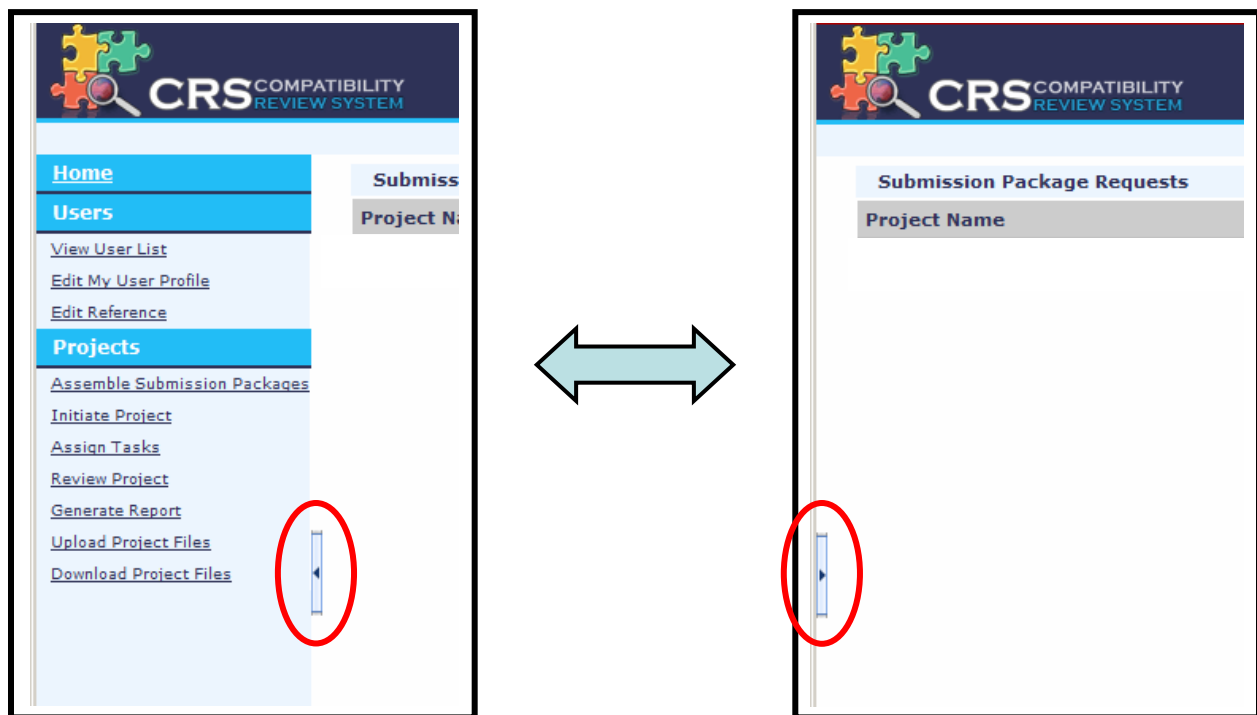 CRS COMPATIBILITY
REVIEW SYSTEM
Home
Users
View User List
Edit My User Profile
Edit Reference
Projects
Assemble Submission Packages
Initiate Project
Assign Tasks
Review Project
Generate Report
Upload Project Files
Download Project Files
Submiss
Project Na
CRS COMPATIBILITY
REVIEW SYSTEM
Submission Package Requests
Project Name